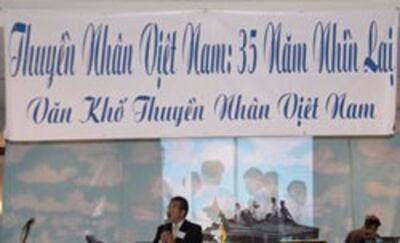 Thuyền Nhân Việt Nam: 35 Năm Nhìn Lại
Văn Khố Thuyền Nhân Việt Nam